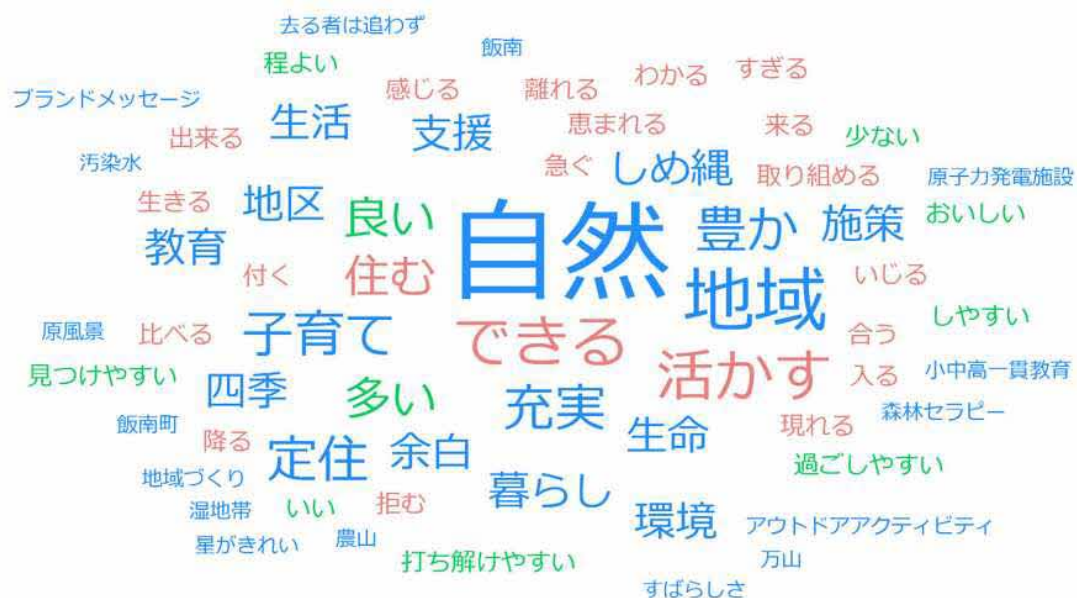 去る者は追わず
飯南
程よい
感じる
離れる
わかる
すぎる
ブランドメッセージ
出来る
生活
支援
恵まれる
来る
少ない
汚染水
急ぐ
しめ縄
取り組める
原子力発電施設
生きる
地区
良い
自然
豊か
施策
おいしい
教育
付く
住む
地域
いじる
しやすい
原風景
比べる
子育て
できる
活かす
合う
見つけやすい
四季
多い
充実
入る
小中高一貫教育
飯南町
降る
定住
余白
生命
現れる
森林セラピー
地域づくり
暮らし
過ごしやすい
湿地帯
いい
拒む
環境
アウトドアアクティビティ
星がきれい
農山
打ち解けやすい
万山
すばらしさ